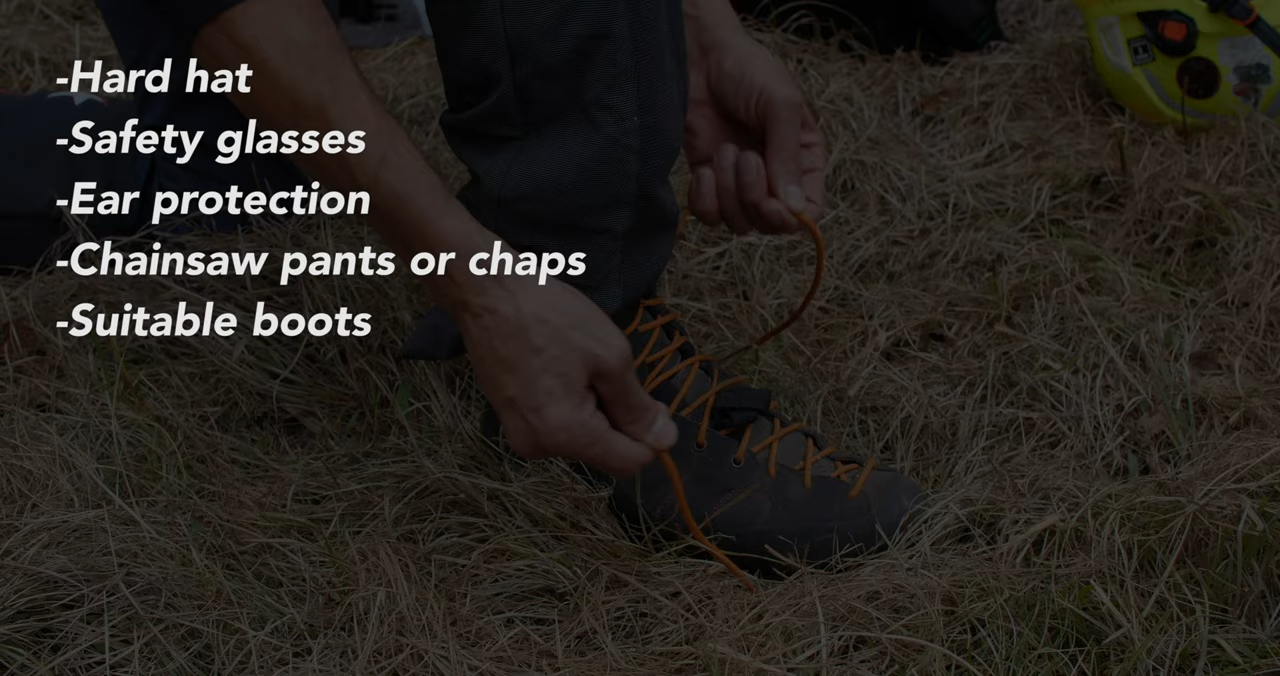 -Hard hat
-Safety glasses
-Ear protection
-Chainsaw pants or chaps
-Suitable boots